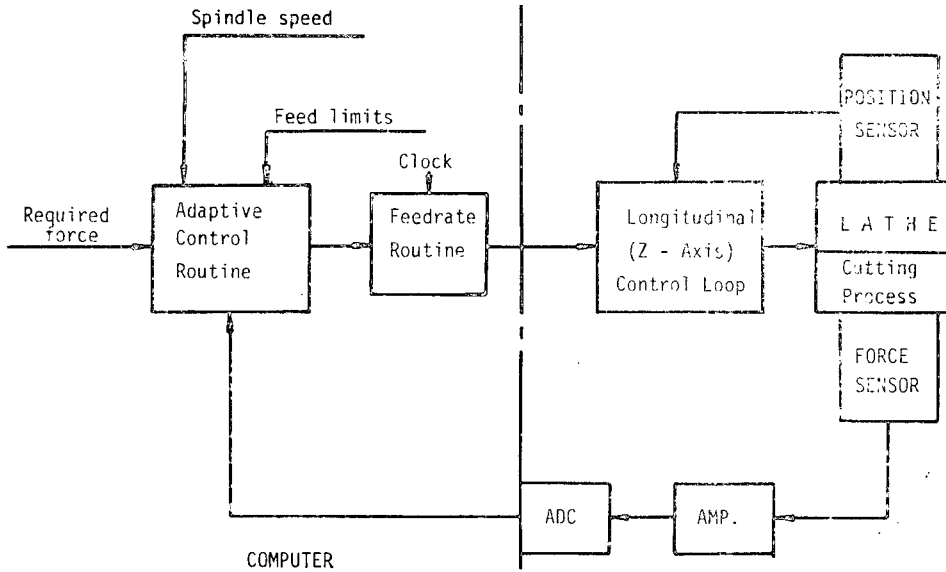 Spindle speed
Feed limits
Clock
Required
force
Adaptive
Control
Routine
Feedrate
Routine
Longitudinal
(Z - Axis)
Control Loop
POSITION
SENSOR
L A T H E
Cutting
Process
FORCE
SENSOR
ADC
AMP.
COMPUTER